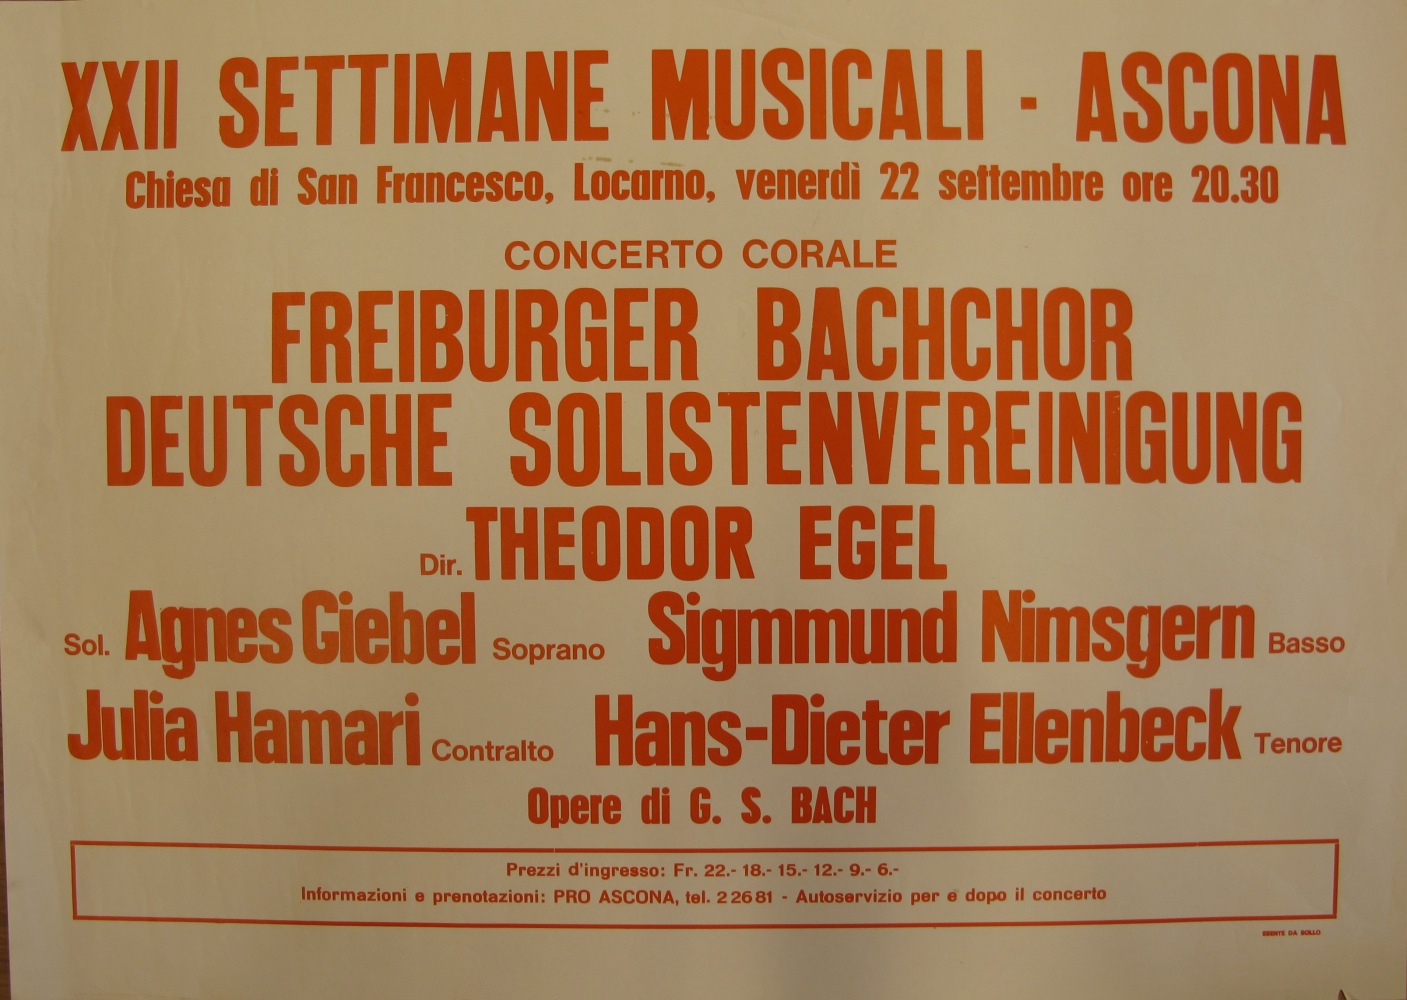 XXII SETTIMANE MUSICALI - ASCONA
Chiesa di San Francesco, Locarno, venerdì 22 settembre ore 20.30
CONCERTO CORALE
FREIBURGER BACHCHOR
DEUTSCHE SOLISTENVEREINIGUNG
Dir. THEODOR EGEL
Sol. Agnes Giebel Soprano Sigmmund Nimsgern Basso
Julia Hamari Contralto Hans-Dieter Ellenbeck Tenore
Opere di G. S. BACH
Prezzi d'ingresso: Fr. 22.- 18.- 15.- 12.- 9.- 6.-
Informazioni e prenotazioni: PRO ASCONA, tel. 2 26 81 - Autoservizio per e dopo il concerto
ESENTE DA BOLLO